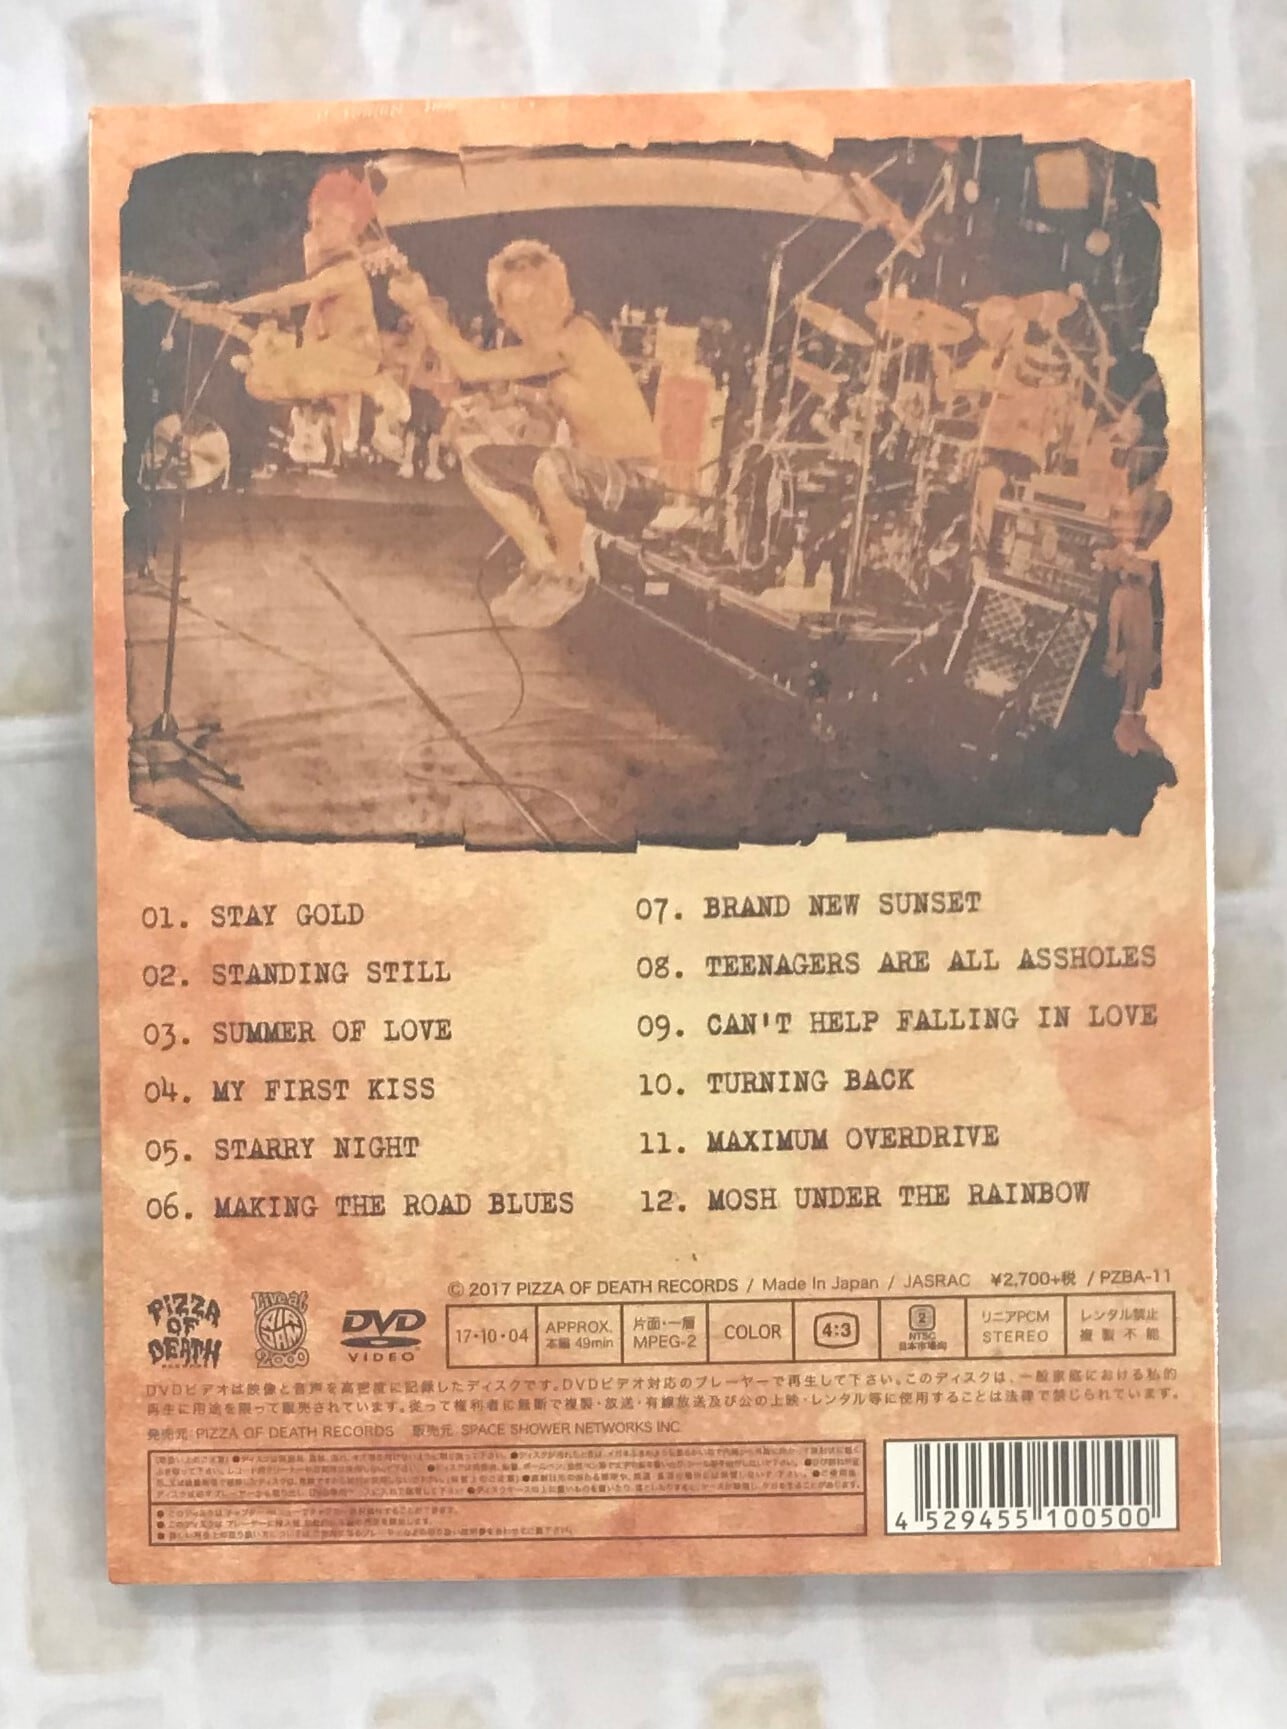 01. STAY GOLD
02. STANDING STILL
03. SUMMER OF LOVE
04. MY FIRST KISS
05. STARRY NIGHT
06. MAKING THE ROAD BLUES
07. BRAND NEW SUNSET
08. TEENAGERS ARE ALL ASSHOLES
09. CAN'T HELP FALLING IN LOVE
10. TURNING BACK
11. MAXIMUM OVERDRIVE
12. MOSH UNDER THE RAINBOW
© 2017 PIZZA OF DEATH RECORDS / Made In Japan / JASRAC ¥2,700+税 / PZBA-11
PIZZA
OF
DEATH
Live at
2000
DVD
VIDEO
17・10・04
APPROX.
本編 49min
片面・一層
MPEG-2
COLOR
4:3
2
NTSC
日本市場向
リニアPCM
STEREO
レンタル禁止
複製不能
DVDビデオは映像と音声を高密度に記録したディスクです。DVDビデオ対応のプレーヤーで再生して下さい。このディスクは、一般家庭における私的
再生に用途を限って販売されています。従って権利者に無断で複製・放送・有線放送及び公の上映・レンタル等に使用することは法律で禁じられています。
発売元: PIZZA OF DEATH RECORDS 販売元: SPACE SHOWER NETWORKS INC.
4 529455 100500